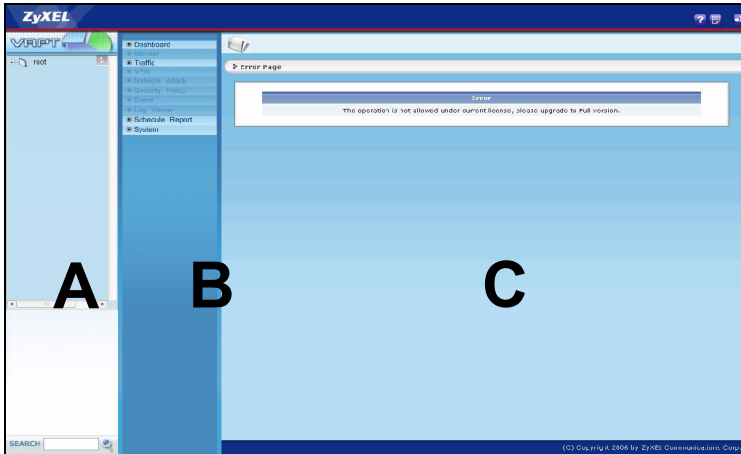 ZyXEL
VRPT
root
Dashboard
Monitor
Traffic
VPN
Network Attack
Security Policy
Event
Log Viewer
Schedule Report
System
Error Page
Error
The operation is not allowed under current license, please upgrade to Full version.
A
B
C
SEARCH
(C) Copyright 2006 by ZyXEL Communications Corp.